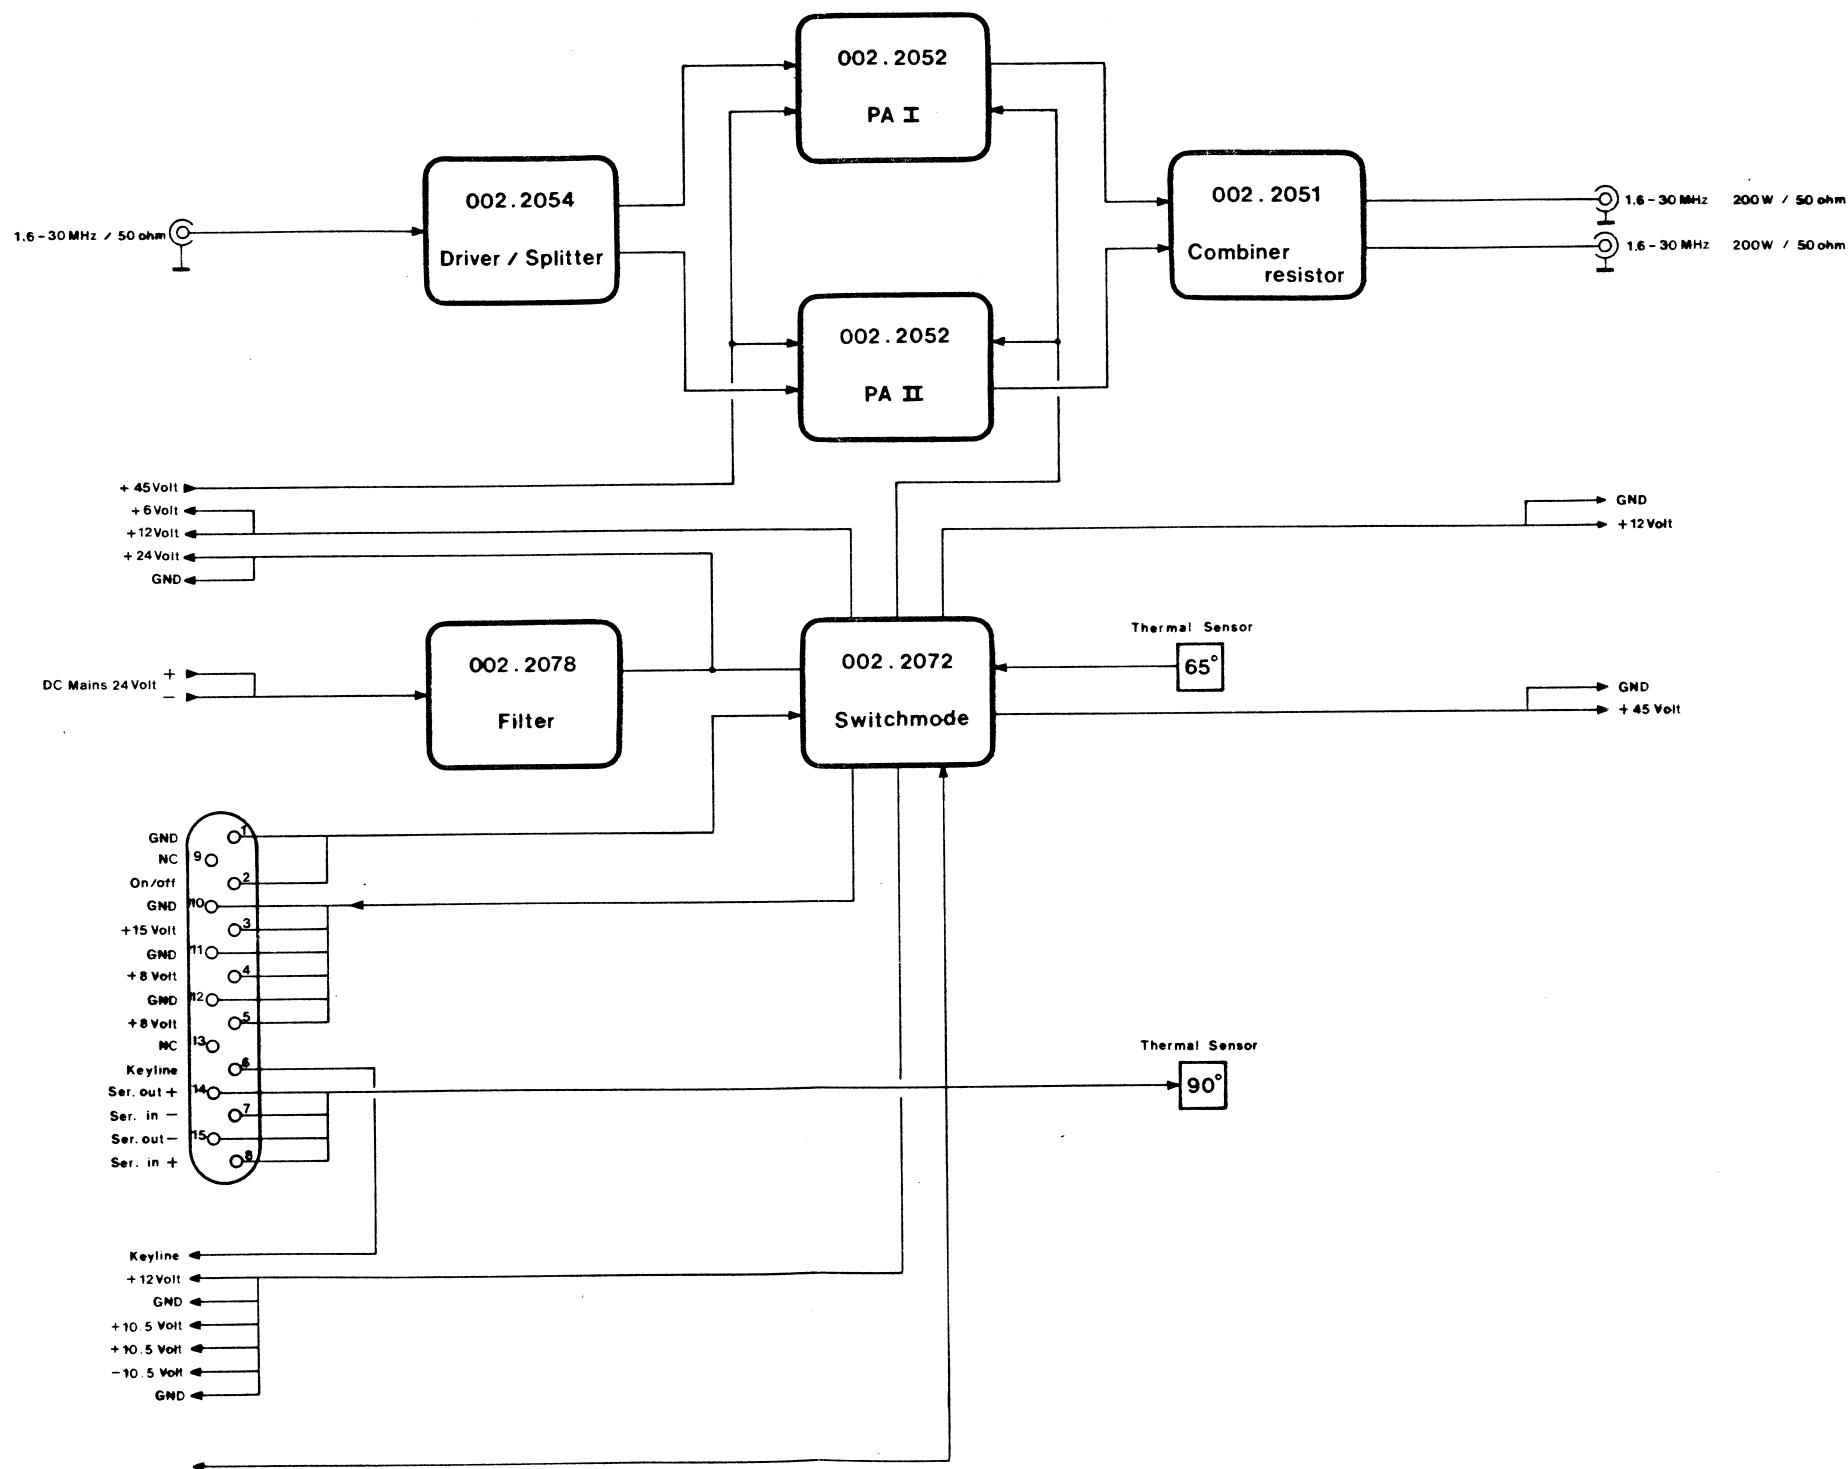 002.2052
PA I
002.2054
Driver / Splitter
002.2051
Combiner
resistor
1.6-30 MHz / 50 ohm
1.6-30 MHz 200W / 50 ohm
1.6-30 MHz 200W / 50 ohm
002.2052
PA II
+ 45 Volt
+ 6 Volt
+12 Volt
+ 24 Volt
GND
GND
+12 Volt
DC Mains 24 Volt
+
−
002.2078
Filter
002.2072
Switchmode
Thermal Sensor
65°
GND
+ 45 Volt
GND 1
NC 9
On/off 2
GND 10
+15 Volt 3
GND 11
+8 Volt 4
GND 12
+8 Volt 5
NC 13
Keyline 6
Ser. out + 14
Ser. in − 7
Ser. out − 15
Ser. in + 8
Thermal Sensor
90°
Keyline
+ 12 Volt
GND
+10.5 Volt
+10.5 Volt
−10.5 Volt
GND